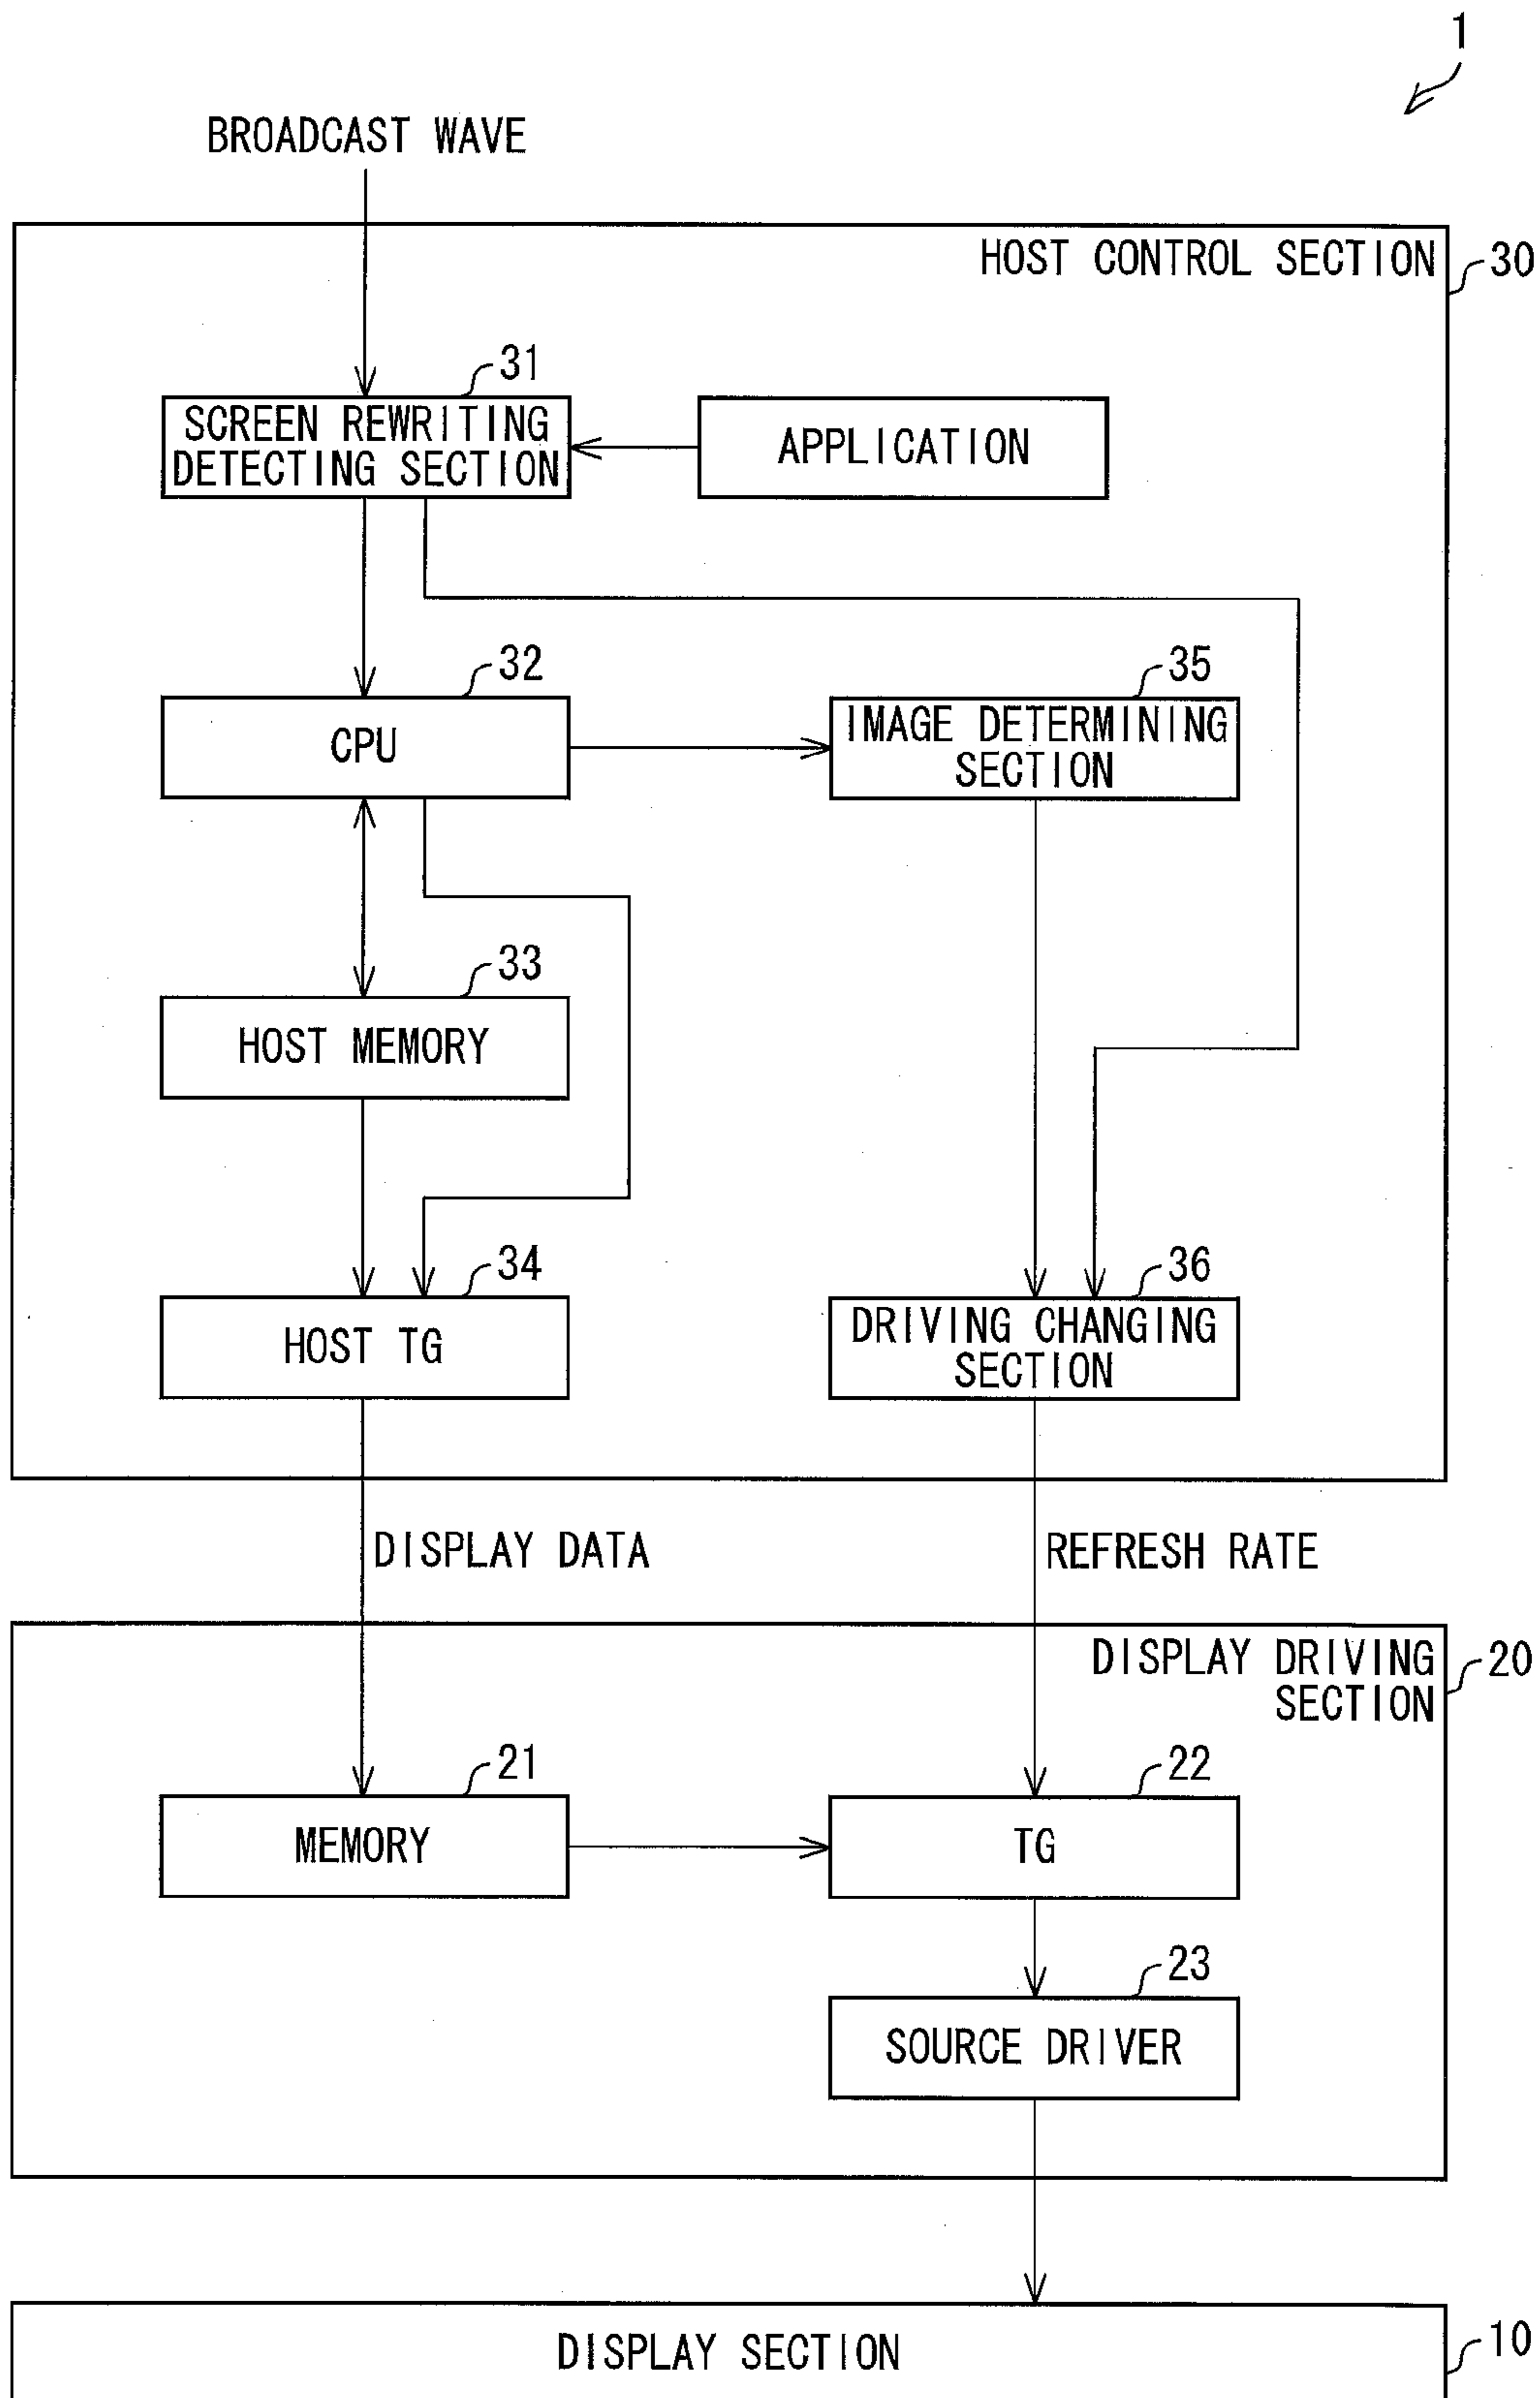 1
BROADCAST WAVE
HOST CONTROL SECTION
30
31
SCREEN REWRITING
DETECTING SECTION
APPLICATION
32
CPU
35
IMAGE DETERMINING
SECTION
33
HOST MEMORY
34
HOST TG
36
DRIVING CHANGING
SECTION
DISPLAY DATA
REFRESH RATE
DISPLAY DRIVING
SECTION
20
21
MEMORY
22
TG
23
SOURCE DRIVER
DISPLAY SECTION
10